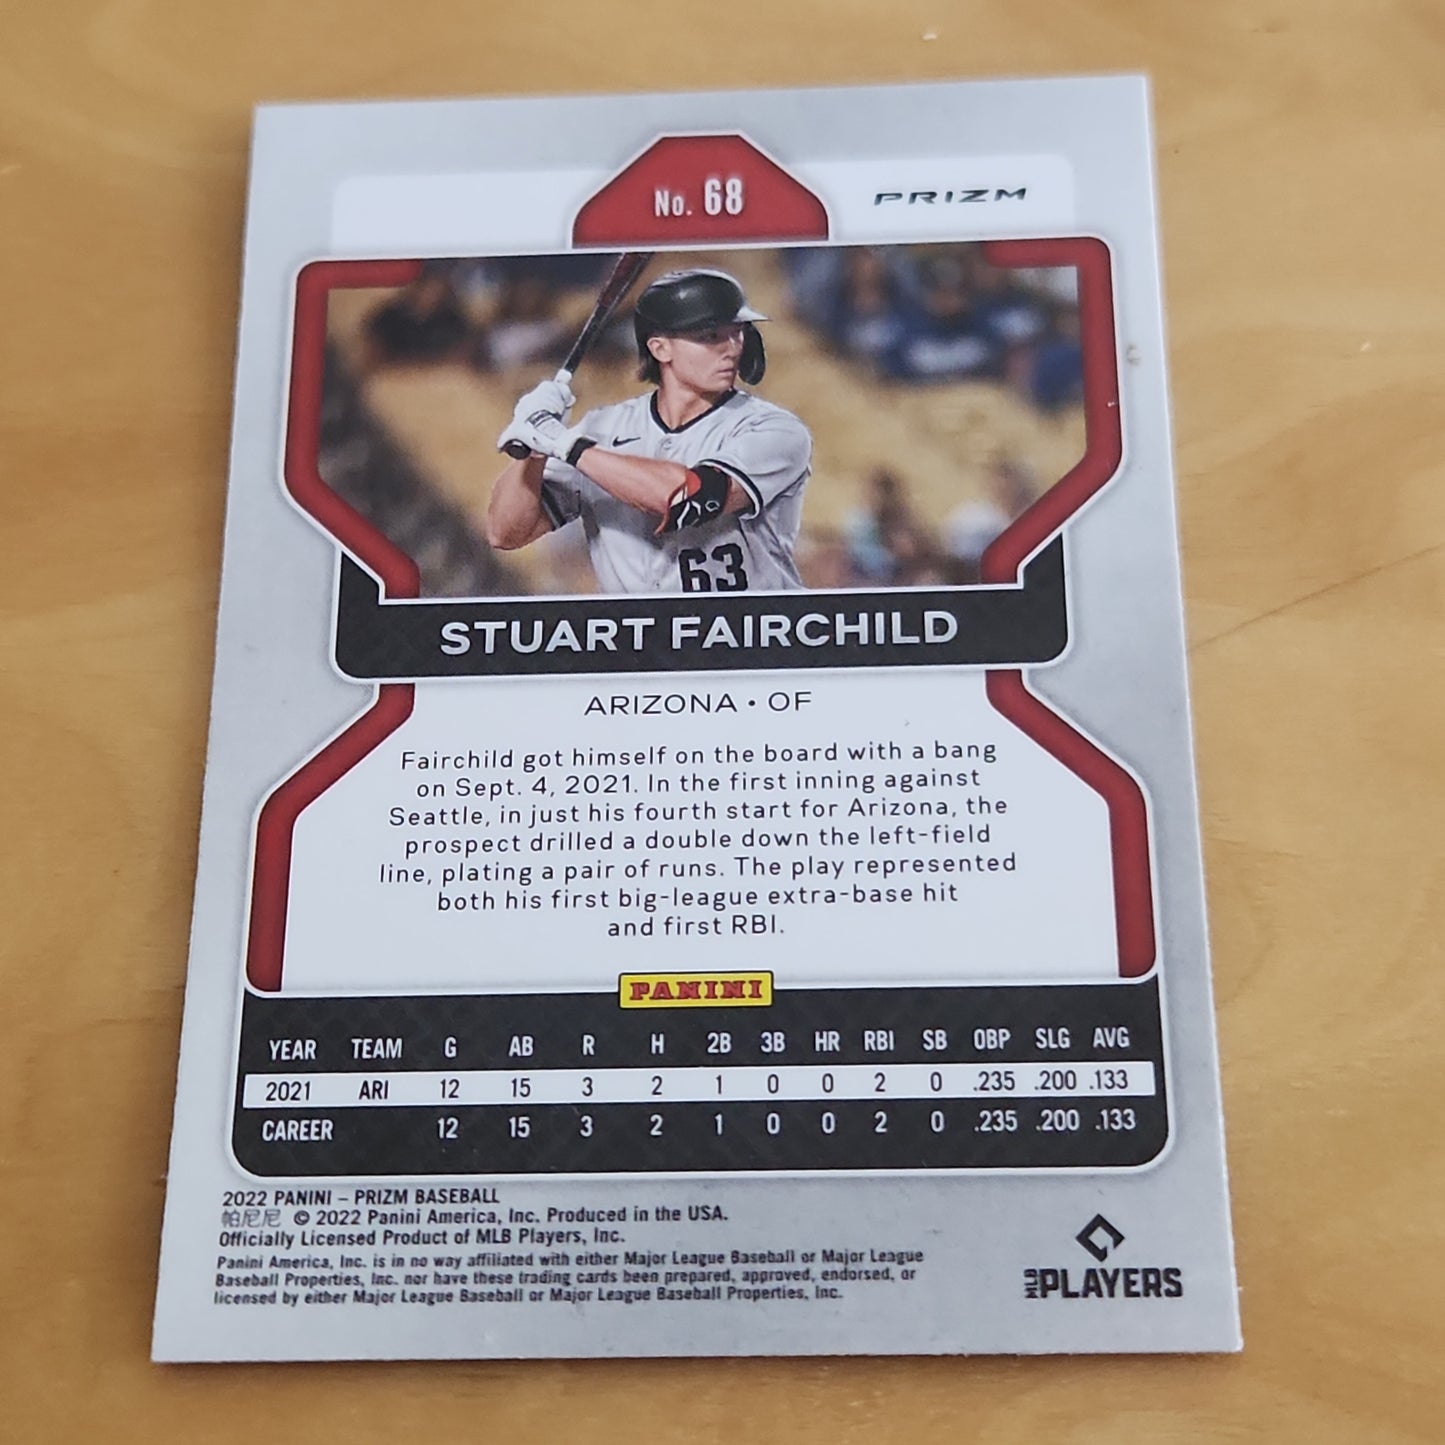 No. 68
PRIZM
63
STUART FAIRCHILD
ARIZONA • OF
Fairchild got himself on the board with a bang
on Sept. 4, 2021. In the first inning against
Seattle, in just his fourth start for Arizona, the
prospect drilled a double down the left-field
line, plating a pair of runs. The play represented
both his first big-league extra-base hit
and first RBI.
PANINI
YEAR TEAM G AB R H 2B 3B HR RBI SB OBP SLG AVG
2021 ARI 12 15 3 2 1 0 0 2 0 .235 .200 .133
CAREER 12 15 3 2 1 0 0 2 0 .235 .200 .133
2022 PANINI – PRIZM BASEBALL
帕尼尼 © 2022 Panini America, Inc. Produced in the USA.
Officially Licensed Product of MLB Players, Inc.
Panini America, Inc. is in no way affiliated with either Major League Baseball or Major League
Baseball Properties, Inc. nor have these trading cards been prepared, approved, endorsed, or
licensed by either Major League Baseball or Major League Baseball Properties, Inc.
MLB PLAYERS